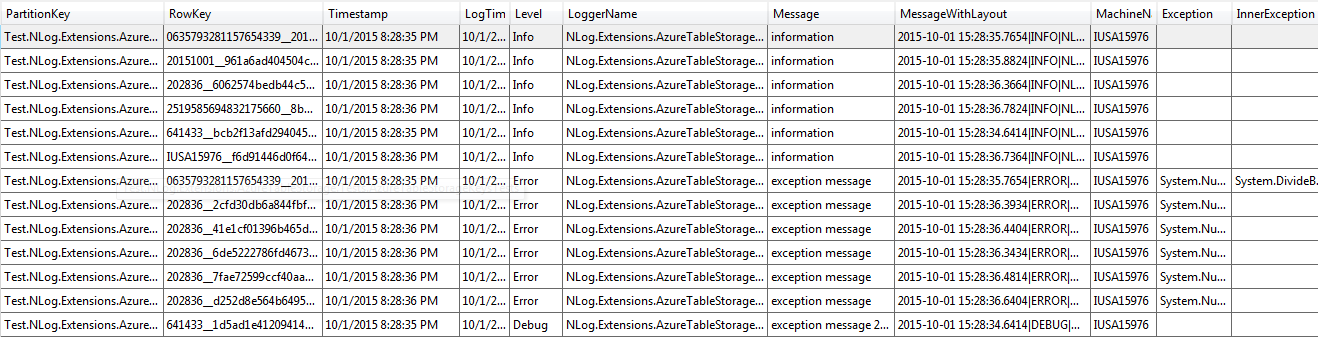 PartitionKey RowKey Timestamp LogTim Level LoggerName Message MessageWithLayout MachineN Exception InnerException
Test.NLog.Extensions.Azure... 0635793281157654339__201... 10/1/2015 8:28:35 PM 10/1/2... Info NLog.Extensions.AzureTableStorage... information 2015-10-01 15:28:35.7654|INFO|NL... IUSA15976
Test.NLog.Extensions.Azure... 20151001__961a6ad404504c... 10/1/2015 8:28:35 PM 10/1/2... Info NLog.Extensions.AzureTableStorage... information 2015-10-01 15:28:35.8824|INFO|NL... IUSA15976
Test.NLog.Extensions.Azure... 202836__6062574bedb44c5... 10/1/2015 8:28:36 PM 10/1/2... Info NLog.Extensions.AzureTableStorage... information 2015-10-01 15:28:36.3664|INFO|NL... IUSA15976
Test.NLog.Extensions.Azure... 2519585694832175660__8b... 10/1/2015 8:28:36 PM 10/1/2... Info NLog.Extensions.AzureTableStorage... information 2015-10-01 15:28:36.7824|INFO|NL... IUSA15976
Test.NLog.Extensions.Azure... 641433__bcb2f13afd294045... 10/1/2015 8:28:35 PM 10/1/2... Info NLog.Extensions.AzureTableStorage... information 2015-10-01 15:28:34.6414|INFO|NL... IUSA15976
Test.NLog.Extensions.Azure... IUSA15976__f6d91446d0f64... 10/1/2015 8:28:36 PM 10/1/2... Info NLog.Extensions.AzureTableStorage... information 2015-10-01 15:28:36.7364|INFO|NL... IUSA15976
Test.NLog.Extensions.Azure... 0635793281157654339__201... 10/1/2015 8:28:35 PM 10/1/2... Error NLog.Extensions.AzureTableStorage... exception message 2015-10-01 15:28:35.7654|ERROR|... IUSA15976 System.Nu... System.DivideB.
Test.NLog.Extensions.Azure... 202836__2cfd30db6a844fbf... 10/1/2015 8:28:36 PM 10/1/2... Error NLog.Extensions.AzureTableStorage... exception message 2015-10-01 15:28:36.3934|ERROR|... IUSA15976 System.Nu...
Test.NLog.Extensions.Azure... 202836__41e1cf01396b465d... 10/1/2015 8:28:36 PM 10/1/2... Error NLog.Extensions.AzureTableStorage... exception message 2015-10-01 15:28:36.4404|ERROR|... IUSA15976 System.Nu...
Test.NLog.Extensions.Azure... 202836__6de5222786fd4673... 10/1/2015 8:28:36 PM 10/1/2... Error NLog.Extensions.AzureTableStorage... exception message 2015-10-01 15:28:36.3434|ERROR|... IUSA15976 System.Nu...
Test.NLog.Extensions.Azure... 202836__7fae72599ccf40aa... 10/1/2015 8:28:36 PM 10/1/2... Error NLog.Extensions.AzureTableStorage... exception message 2015-10-01 15:28:36.4814|ERROR|... IUSA15976 System.Nu...
Test.NLog.Extensions.Azure... 202836__d252d8e564b6495... 10/1/2015 8:28:36 PM 10/1/2... Error NLog.Extensions.AzureTableStorage... exception message 2015-10-01 15:28:36.6404|ERROR|... IUSA15976 System.Nu...
Test.NLog.Extensions.Azure... 641433__1d5ad1e41209414... 10/1/2015 8:28:35 PM 10/1/2... Debug NLog.Extensions.AzureTableStorage... exception message 2... 2015-10-01 15:28:34.6414|DEBUG|... IUSA15976